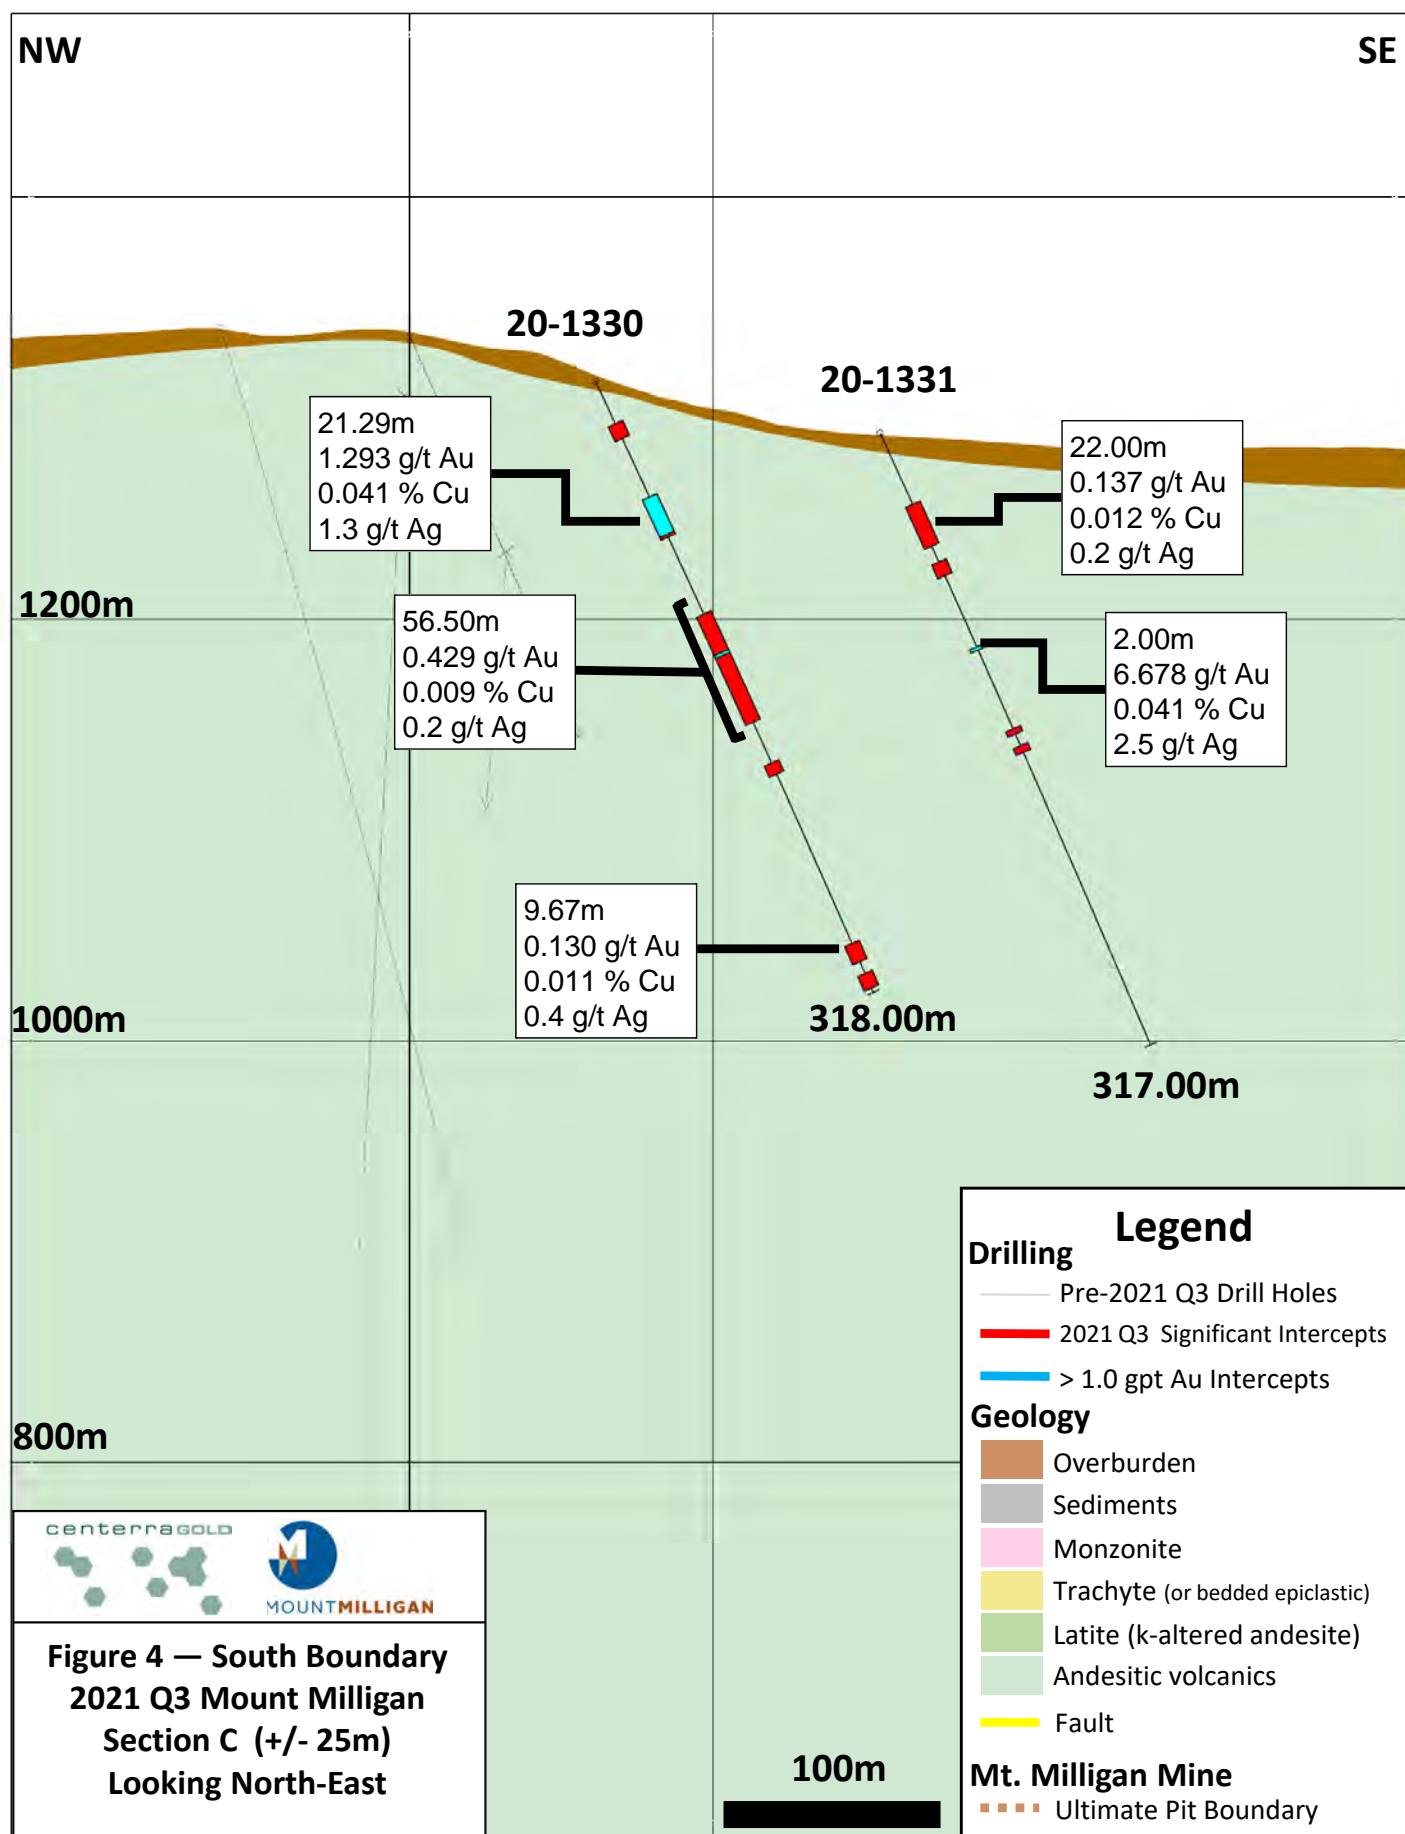 NW
SE
20-1330
20-1331
21.29m
1.293 g/t Au
0.041 % Cu
1.3 g/t Ag
22.00m
0.137 g/t Au
0.012 % Cu
0.2 g/t Ag
1200m
56.50m
0.429 g/t Au
0.009 % Cu
0.2 g/t Ag
2.00m
6.678 g/t Au
0.041 % Cu
2.5 g/t Ag
9.67m
0.130 g/t Au
0.011 % Cu
0.4 g/t Ag
1000m
318.00m
317.00m
800m
Legend
Drilling
Pre-2021 Q3 Drill Holes
2021 Q3 Significant Intercepts
> 1.0 gpt Au Intercepts
Geology
Overburden
Sediments
Monzonite
Trachyte (or bedded epiclastic)
Latite (k-altered andesite)
Andesitic volcanics
Fault
Mt. Milligan Mine
Ultimate Pit Boundary
centerraGOLD
MOUNTMILLIGAN
Figure 4 — South Boundary
2021 Q3 Mount Milligan
Section C (+/- 25m)
Looking North-East
100m